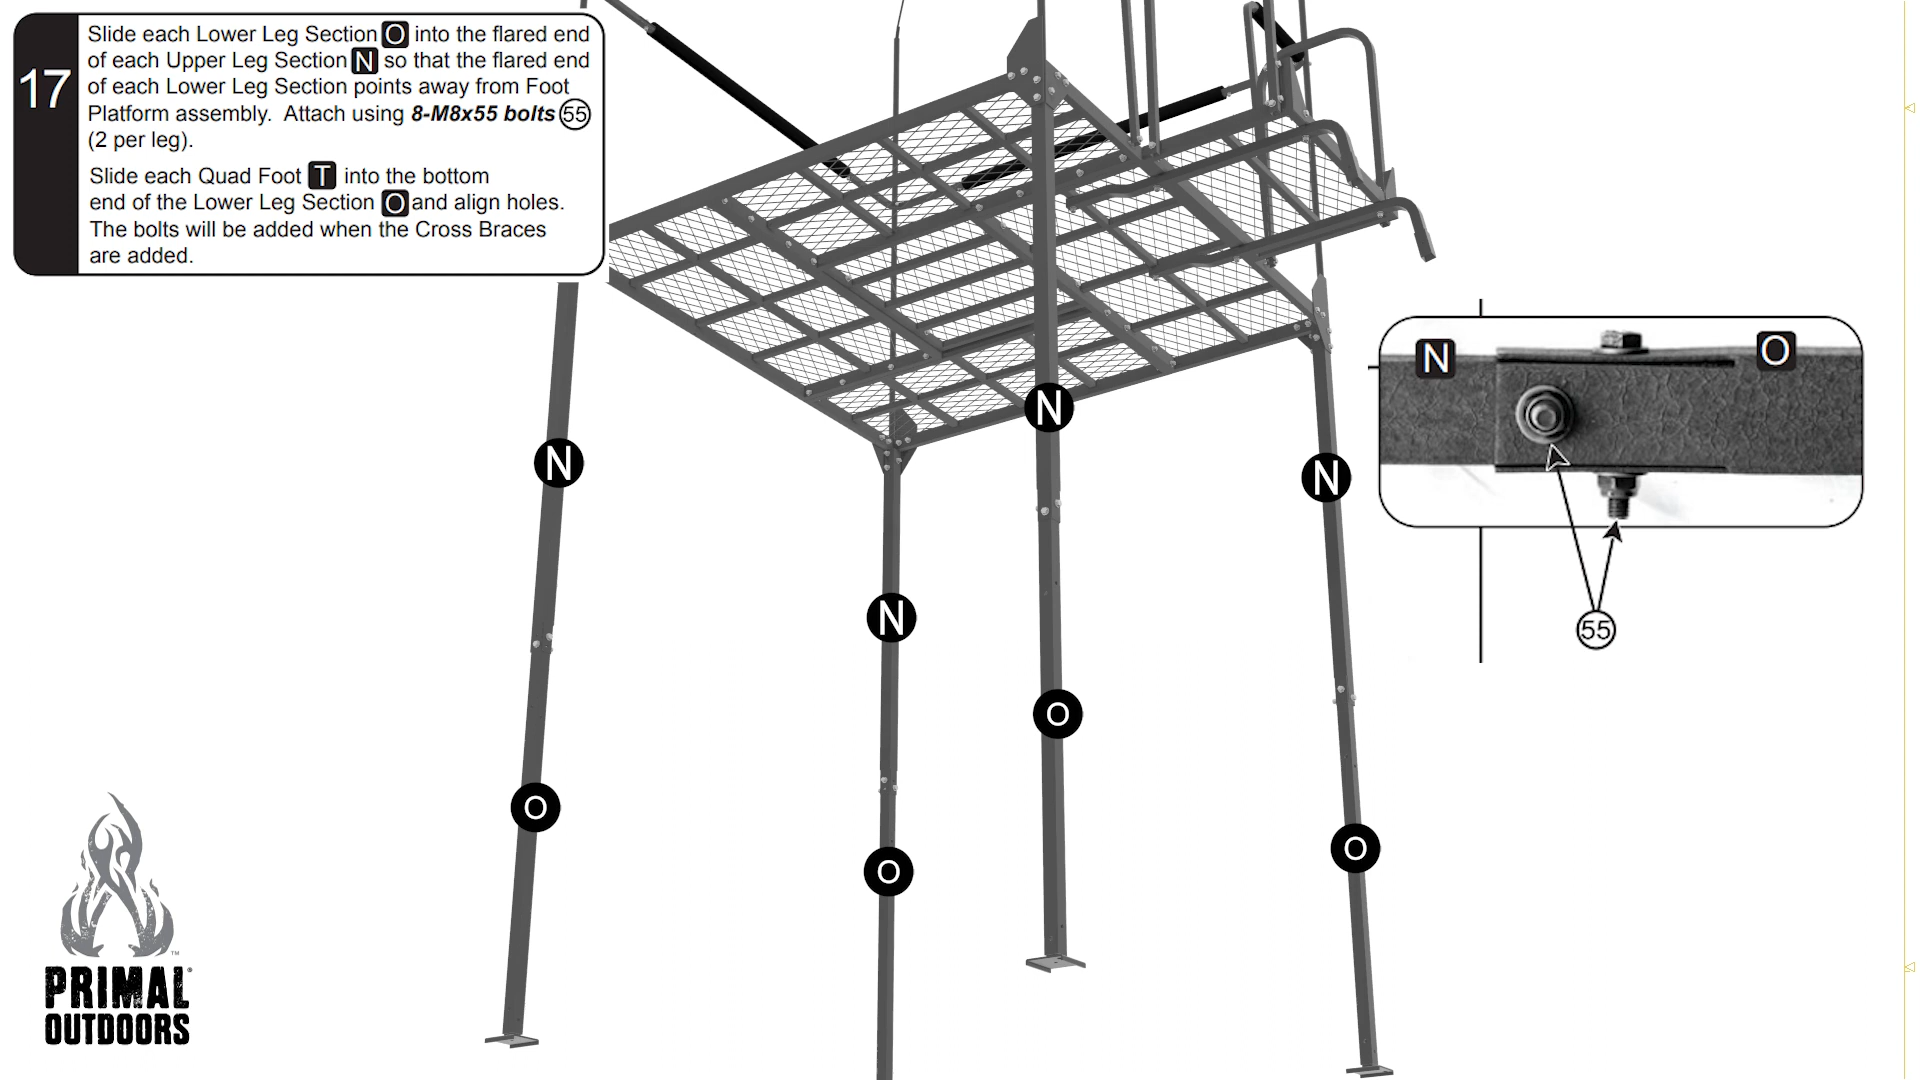 17
Slide each Lower Leg Section O into the flared end
of each Upper Leg Section N so that the flared end
of each Lower Leg Section points away from Foot
Platform assembly.  Attach using 8-M8x55 bolts 55
(2 per leg).
Slide each Quad Foot T into the bottom
end of the Lower Leg Section O and align holes.
The bolts will be added when the Cross Braces
are added.
N
O
N
N
N
N
O
O
O
O
55
PRIMAL®
OUTDOORS
™